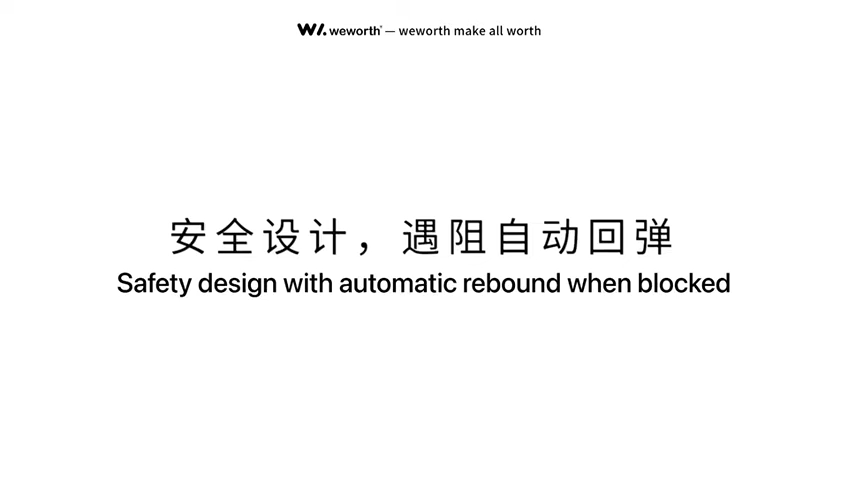 weworth — weworth make all worth
安全设计，遇阻自动回弹
Safety design with automatic rebound when blocked